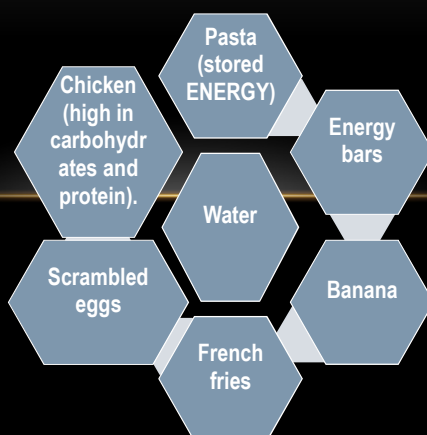 Pasta
(stored
ENERGY)
Chicken
(high in
carbohydr
ates and
protein).
Energy
bars
Water
Scrambled
eggs
Banana
French
fries